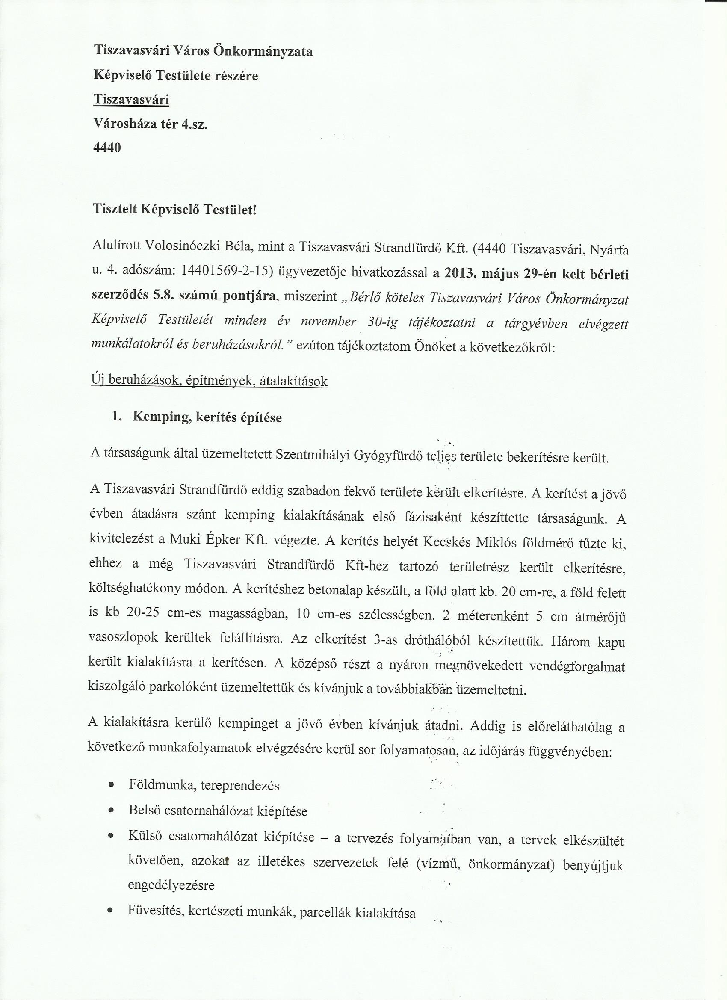 Tiszavasvári Város Önkormányzata
Képviselő Testülete részére
Tiszavasvári
Városháza tér 4.sz.
4440
Tisztelt Képviselő Testület!
Alulírott Volosinóczki Béla, mint a Tiszavasvári Strandfürdő Kft. (4440 Tiszavasvári, Nyárfa
u. 4. adószám: 14401569-2-15) ügyvezetője hivatkozással a 2013. május 29-én kelt bérleti
szerződés 5.8. számú pontjára, miszerint „Bérlő köteles Tiszavasvári Város Önkormányzat
Képviselő Testületét minden év november 30-ig tájékoztatni a tárgyévben elvégzett
munkálatokról és beruházásokról." ezúton tájékoztatom Önöket a következőkről:
Új beruházások, építmények, átalakítások
1. Kemping, kerítés építése
A társaságunk által üzemeltetett Szentmihályi Gyógyfürdő teljes területe bekerítésre került.
A Tiszavasvári Strandfürdő eddig szabadon fekvő területe került elkerítésre. A kerítést a jövő
évben átadásra szánt kemping kialakításának első fázisaként készíttette társaságunk. A
kivitelezést a Muki Épker Kft. végezte. A kerítés helyét Kecskés Miklós földmérő tűzte ki,
ehhez a még Tiszavasvári Strandfürdő Kft-hez tartozó területrész került elkerítésre,
költséghatékony módon. A kerítéshez betonalap készült, a föld alatt kb. 20 cm-re, a föld felett
is kb 20-25 cm-es magasságban, 10 cm-es szélességben. 2 méterenként 5 cm átmérőjű
vasoszlopok kerültek felállításra. Az elkerítést 3-as dróthálóból készítettük. Három kapu
került kialakításra a kerítésen. A középső részt a nyáron megnövekedett vendégforgalmat
kiszolgáló parkolóként üzemeltettük és kívánjuk a továbbiakban üzemeltetni.
A kialakításra kerülő kempinget a jövő évben kívánjuk átadni. Addig is előreláthatólag a
következő munkafolyamatok elvégzésére kerül sor folyamatosan, az időjárás függvényében:
• Földmunka, tereprendezés
• Belső csatornahálózat kiépítése
• Külső csatornahálózat kiépítése – a tervezés folyamatban van, a tervek elkészültét
követően, azokat az illetékes szervezetek felé (vízmű, önkormányzat) benyújtjuk
engedélyezésre
• Füvesítés, kertészeti munkák, parcellák kialakítása